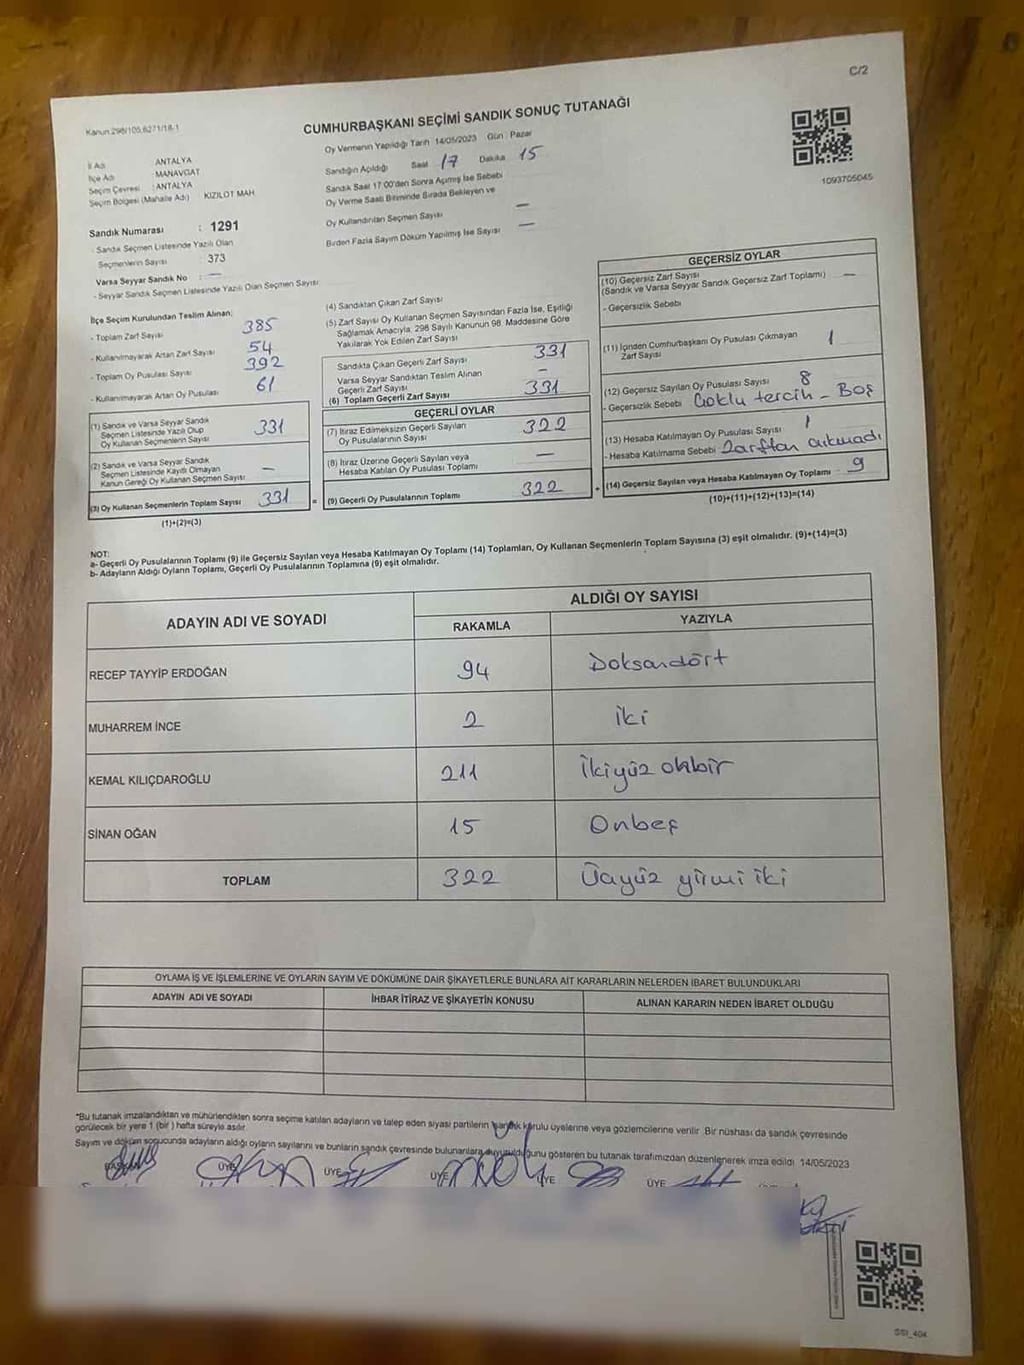 C/2
Kanun 298/105,6271/18-1
CUMHURBAŞKANI SEÇİMİ SANDIK SONUÇ TUTANAĞI
Oy Vermenin Yapıldığı Tarih 14/05/2023 Gün : Pazar
İl Adı : ANTALYA
İlçe Adı : MANAVGAT
Seçim Çevresi : ANTALYA
Seçim Bölgesi (Mahalle Adı) : KIZILOT MAH
Sandığın Açıldığı Saat 17 Dakika 15
Sandık Saat 17:00'den Sonra Açılmış İse Sebebi
Oy Verme Saati Bitiminde Sırada Bekleyen ve
Oy Kullandırılan Seçmen Sayısı —
Birden Fazla Sayım Döküm Yapılmış İse Sayısı —
1093705045
Sandık Numarası : 1291
- Sandık Seçmen Listesinde Yazılı Olan
Seçmenlerin Sayısı : 373
Varsa Seyyar Sandık No : —
- Seyyar Sandık Seçmen Listesinde Yazılı Olan Seçmen Sayısı
İlçe Seçim Kurulundan Teslim Alınan;
- Toplam Zarf Sayısı 385
- Kullanılmayarak Artan Zarf Sayısı 54
- Toplam Oy Pusulası Sayısı 392
- Kullanılmayarak Artan Oy Pusulası 61
(1) Sandık ve Varsa Seyyar Sandık
Seçmen Listesinde Yazılı Olup
Oy Kullanan Seçmenlerin Sayısı 331
(2) Sandık ve Varsa Seyyar Sandık
Seçmen Listesinde Kayıtlı Olmayan
Kanun Gereği Oy Kullanan Seçmen Sayısı —
(3) Oy Kullanan Seçmenlerin Toplam Sayısı 331
(1)+(2)=(3)
(4) Sandıktan Çıkan Zarf Sayısı
(5) Zarf Sayısı Oy Kullanan Seçmen Sayısından Fazla İse, Eşitliği
Sağlamak Amacıyla, 298 Sayılı Kanunun 98. Maddesine Göre
Yakılarak Yok Edilen Zarf Sayısı
Sandıkta Çıkan Geçerli Zarf Sayısı 331
Varsa Seyyar Sandıktan Teslim Alınan
Geçerli Zarf Sayısı —
(6) Toplam Geçerli Zarf Sayısı 331
GEÇERLİ OYLAR
(7) İtiraz Edilmeksizin Geçerli Sayılan
Oy Pusulalarının Sayısı 322
(8) İtiraz Üzerine Geçerli Sayılan veya
Hesaba Katılan Oy Pusulası Toplamı —
= (9) Geçerli Oy Pusulalarının Toplamı 322
GEÇERSİZ OYLAR
(10) Geçersiz Zarf Sayısı
(Sandık ve Varsa Seyyar Sandık Geçersiz Zarf Toplamı) —
- Geçersizlik Sebebi
(11) İçinden Cumhurbaşkanı Oy Pusulası Çıkmayan
Zarf Sayısı 1
(12) Geçersiz Sayılan Oy Pusulası Sayısı 8
- Geçersizlik Sebebi Çoklu tercih - Boş
(13) Hesaba Katılmayan Oy Pusulası Sayısı 1
- Hesaba Katılmama Sebebi Zarftan çıkmadı
+ (14) Geçersiz Sayılan veya Hesaba Katılmayan Oy Toplamı 9
(10)+(11)+(12)+(13)=(14)
NOT:
a- Geçerli Oy Pusulalarının Toplamı (9) ile Geçersiz Sayılan veya Hesaba Katılmayan Oy Toplamı (14) Toplamları, Oy Kullanan Seçmenlerin Toplam Sayısına (3) eşit olmalıdır. (9)+(14)=(3)
b- Adayların Aldığı Oyların Toplamı, Geçerli Oy Pusulalarının Toplamına (9) eşit olmalıdır.
ADAYIN ADI VE SOYADI
ALDIĞI OY SAYISI
RAKAMLA YAZIYLA
RECEP TAYYİP ERDOĞAN 94 Doksandört
MUHARREM İNCE 2 iki
KEMAL KILIÇDAROĞLU 211 İkiyüz onbir
SİNAN OĞAN 15 Onbeş
TOPLAM 322 Üçyüz yirmi iki
OYLAMA İŞ VE İŞLEMLERİNE VE OYLARIN SAYIM VE DÖKÜMÜNE DAİR ŞİKAYETLERLE BUNLARA AİT KARARLARIN NELERDEN İBARET BULUNDUKLARI
ADAYIN ADI VE SOYADI İHBAR İTİRAZ VE ŞİKAYETİN KONUSU ALINAN KARARIN NEDEN İBARET OLDUĞU
*Bu tutanak imzalandıktan ve mühürlendikten sonra seçime katılan adayların ve talep eden siyasi partilerin sandık kurulu üyelerine veya gözlemcilerine verilir. Bir nüshası da sandık çevresinde
görülecek bir yere 1 (bir) hafta süreyle asılır.
Sayım ve döküm sonucunda adayların aldığı oyların sayılarını ve bunların sandık çevresinde bulunanlara duyurulduğunu gösteren bu tutanak tarafımızdan düzenlenerek imza edildi. 14/05/2023
BAŞKAN ÜYE ÜYE ÜYE ÜYE ÜYE
SSI_404